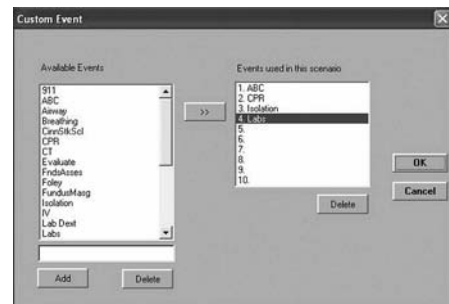 Custom Event
Available Events
911
ABC
Airway
Breathing
CinnStkScl
CPR
CT
Evaluate
FndsAsses
Foley
FundusMasg
Isolation
IV
Lab Dext
Labs
Add
Delete
>>
Events used in this scenario
1. ABC
2. CPR
3. Isolation
4. Labs
5.
6.
7.
8.
9.
10.
Delete
OK
Cancel